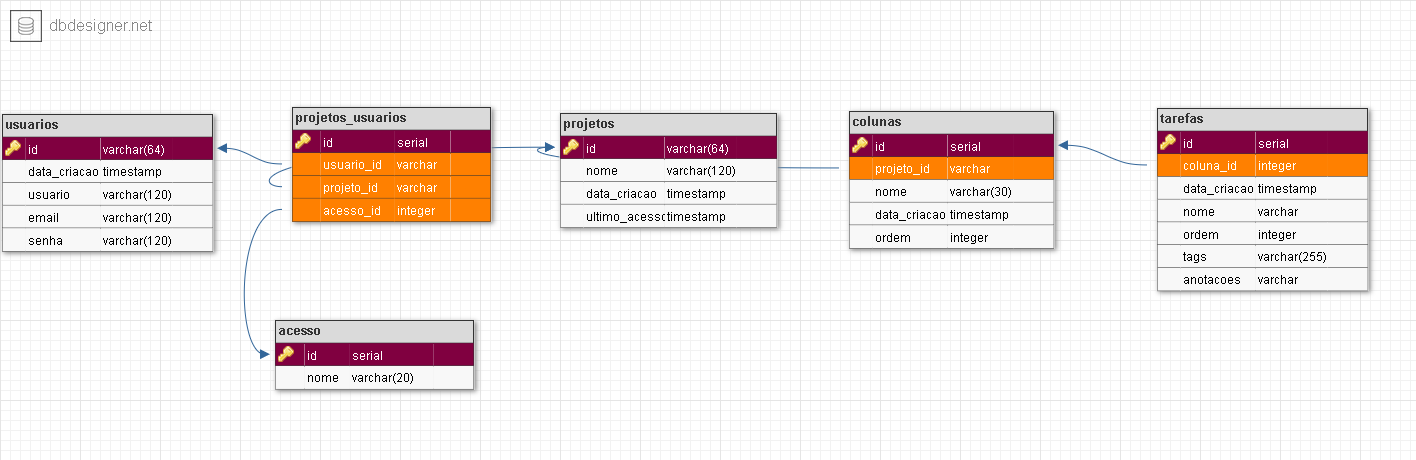 dbdesigner.net
usuarios
id varchar(64)
data_criacao timestamp
usuario varchar(120)
email varchar(120)
senha varchar(120)
projetos_usuarios
id serial
usuario_id varchar
projeto_id varchar
acesso_id integer
projetos
id varchar(64)
nome varchar(120)
data_criacao timestamp
ultimo_acesso timestamp
colunas
id serial
projeto_id varchar
nome varchar(30)
data_criacao timestamp
ordem integer
tarefas
id serial
coluna_id integer
data_criacao timestamp
nome varchar
ordem integer
tags varchar(255)
anotacoes varchar
acesso
id serial
nome varchar(20)